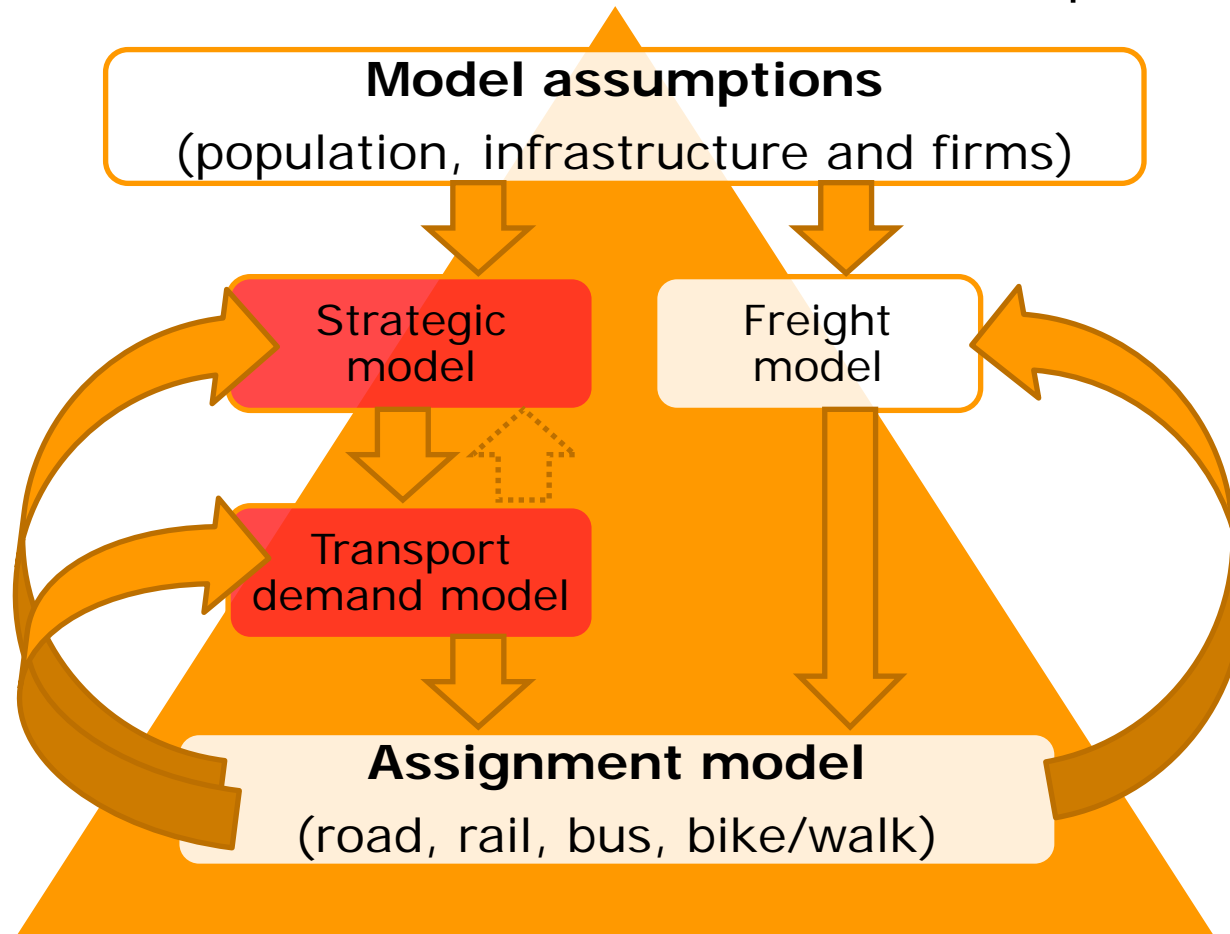 Model assumptions
(population, infrastructure and firms)
Strategic
model
Freight
model
Transport
demand model
Assignment model
(road, rail, bus, bike/walk)